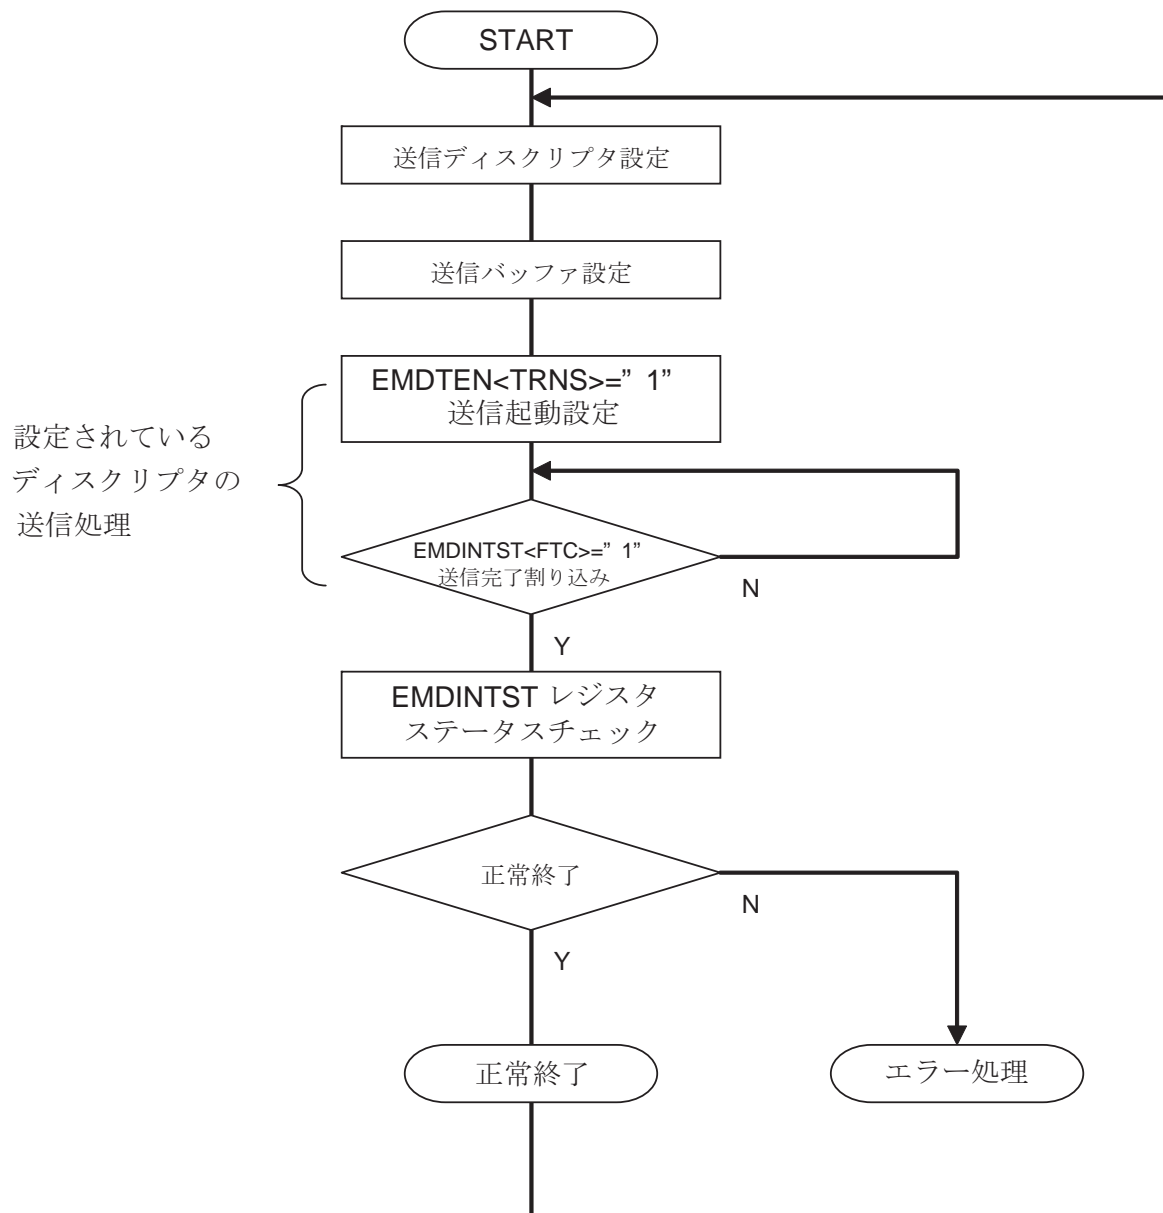 START
送信ディスクリプタ設定
送信バッファ設定
EMDTEN<TRNS>=” 1”
送信起動設定
設定されている
ディスクリプタの
送信処理
EMDINTST<FTC>=” 1”
送信完了割り込み
N
Y
EMDINTST レジスタ
ステータスチェック
正常終了
N
Y
正常終了
エラー処理